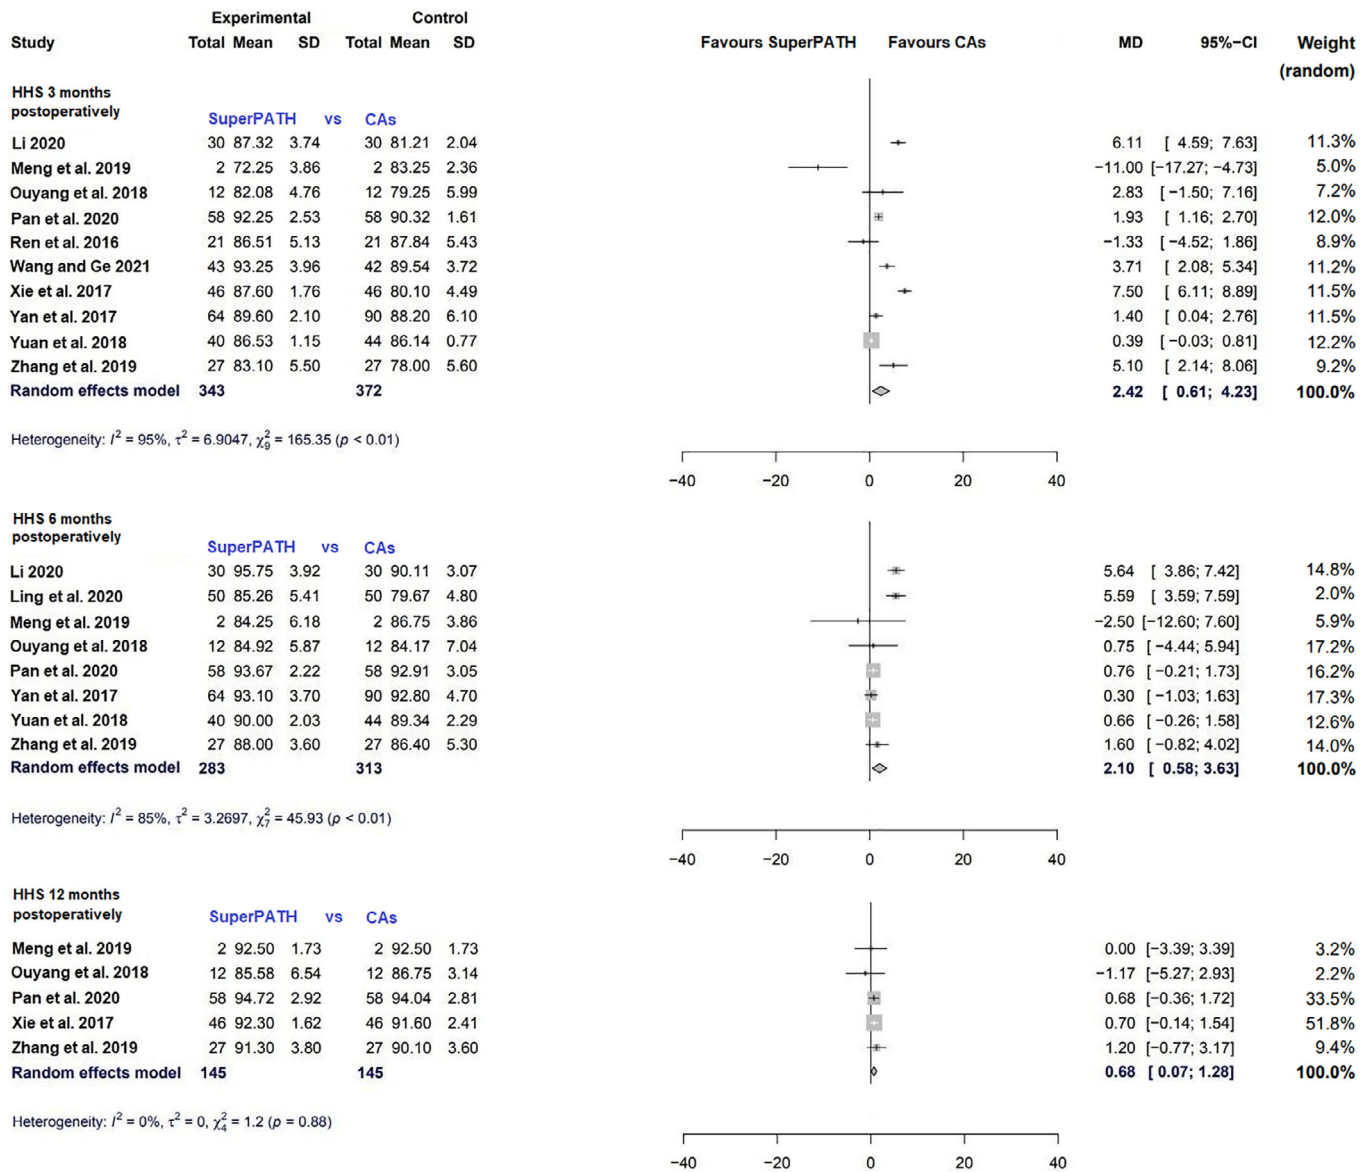 Experimental Control
Study Total Mean SD Total Mean SD Favours SuperPATH Favours CAs MD 95%−CI Weight
(random)
HHS 3 months
postoperatively
SuperPATH vs CAs
Li 2020 30 87.32 3.74 30 81.21 2.04 6.11 [ 4.59; 7.63] 11.3%
Meng et al. 2019 2 72.25 3.86 2 83.25 2.36 −11.00 [−17.27; −4.73] 5.0%
Ouyang et al. 2018 12 82.08 4.76 12 79.25 5.99 2.83 [ −1.50; 7.16] 7.2%
Pan et al. 2020 58 92.25 2.53 58 90.32 1.61 1.93 [ 1.16; 2.70] 12.0%
Ren et al. 2016 21 86.51 5.13 21 87.84 5.43 −1.33 [ −4.52; 1.86] 8.9%
Wang and Ge 2021 43 93.25 3.96 42 89.54 3.72 3.71 [ 2.08; 5.34] 11.2%
Xie et al. 2017 46 87.60 1.76 46 80.10 4.49 7.50 [ 6.11; 8.89] 11.5%
Yan et al. 2017 64 89.60 2.10 90 88.20 6.10 1.40 [ 0.04; 2.76] 11.5%
Yuan et al. 2018 40 86.53 1.15 44 86.14 0.77 0.39 [ −0.03; 0.81] 12.2%
Zhang et al. 2019 27 83.10 5.50 27 78.00 5.60 5.10 [ 2.14; 8.06] 9.2%
Random effects model 343 372 2.42 [ 0.61; 4.23] 100.0%
Heterogeneity: I² = 95%, τ² = 6.9047, χ²₉ = 165.35 (p < 0.01)
−40 −20 0 20 40
HHS 6 months
postoperatively
SuperPATH vs CAs
Li 2020 30 95.75 3.92 30 90.11 3.07 5.64 [ 3.86; 7.42] 14.8%
Ling et al. 2020 50 85.26 5.41 50 79.67 4.80 5.59 [ 3.59; 7.59] 2.0%
Meng et al. 2019 2 84.25 6.18 2 86.75 3.86 −2.50 [−12.60; 7.60] 5.9%
Ouyang et al. 2018 12 84.92 5.87 12 84.17 7.04 0.75 [ −4.44; 5.94] 17.2%
Pan et al. 2020 58 93.67 2.22 58 92.91 3.05 0.76 [ −0.21; 1.73] 16.2%
Yan et al. 2017 64 93.10 3.70 90 92.80 4.70 0.30 [ −1.03; 1.63] 17.3%
Yuan et al. 2018 40 90.00 2.03 44 89.34 2.29 0.66 [ −0.26; 1.58] 12.6%
Zhang et al. 2019 27 88.00 3.60 27 86.40 5.30 1.60 [ −0.82; 4.02] 14.0%
Random effects model 283 313 2.10 [ 0.58; 3.63] 100.0%
Heterogeneity: I² = 85%, τ² = 3.2697, χ²₇ = 45.93 (p < 0.01)
−40 −20 0 20 40
HHS 12 months
postoperatively
SuperPATH vs CAs
Meng et al. 2019 2 92.50 1.73 2 92.50 1.73 0.00 [−3.39; 3.39] 3.2%
Ouyang et al. 2018 12 85.58 6.54 12 86.75 3.14 −1.17 [−5.27; 2.93] 2.2%
Pan et al. 2020 58 94.72 2.92 58 94.04 2.81 0.68 [−0.36; 1.72] 33.5%
Xie et al. 2017 46 92.30 1.62 46 91.60 2.41 0.70 [−0.14; 1.54] 51.8%
Zhang et al. 2019 27 91.30 3.80 27 90.10 3.60 1.20 [−0.77; 3.17] 9.4%
Random effects model 145 145 0.68 [ 0.07; 1.28] 100.0%
Heterogeneity: I² = 0%, τ² = 0, χ²₄ = 1.2 (p = 0.88)
−40 −20 0 20 40